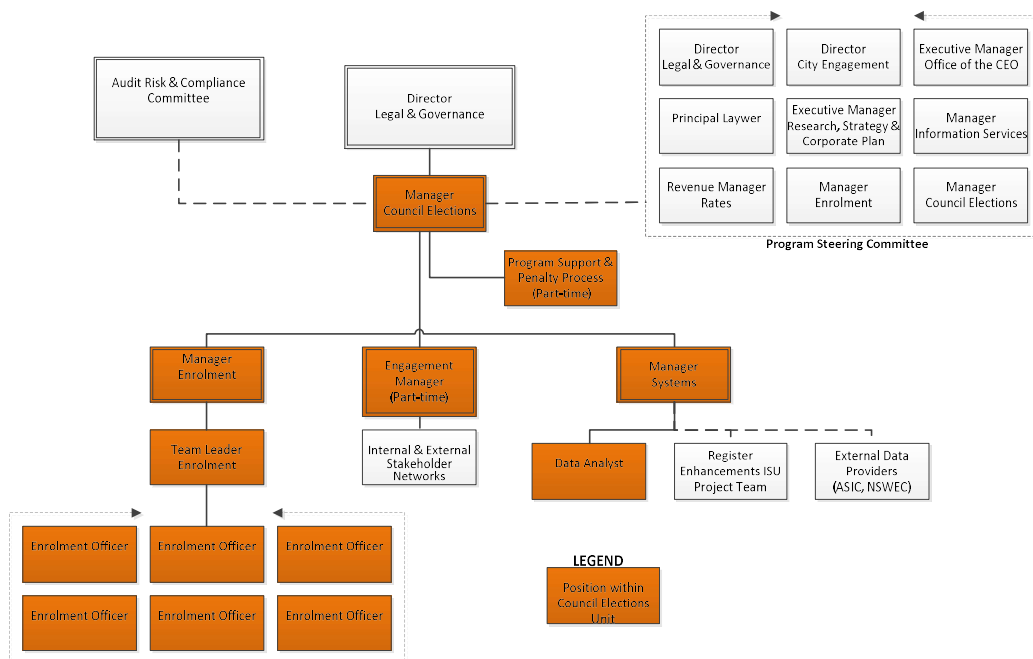 Audit Risk & Compliance
Committee
Director
Legal & Governance
Director
Legal & Governance
Director
City Engagement
Executive Manager
Office of the CEO
Principal Laywer
Executive Manager
Research, Strategy &
Corporate Plan
Manager
Information Services
Revenue Manager
Rates
Manager
Enrolment
Manager
Council Elections
Program Steering Committee
Manager
Council Elections
Program Support &
Penalty Process
(Part-time)
Manager
Enrolment
Engagement
Manager
(Part-time)
Manager
Systems
Team Leader
Enrolment
Internal & External
Stakeholder
Networks
Data Analyst
Register
Enhancements ISU
Project Team
External Data
Providers
(ASIC, NSWEC)
Enrolment Officer
Enrolment Officer
Enrolment Officer
Enrolment Officer
Enrolment Officer
Enrolment Officer
LEGEND
Position within
Council Elections
Unit